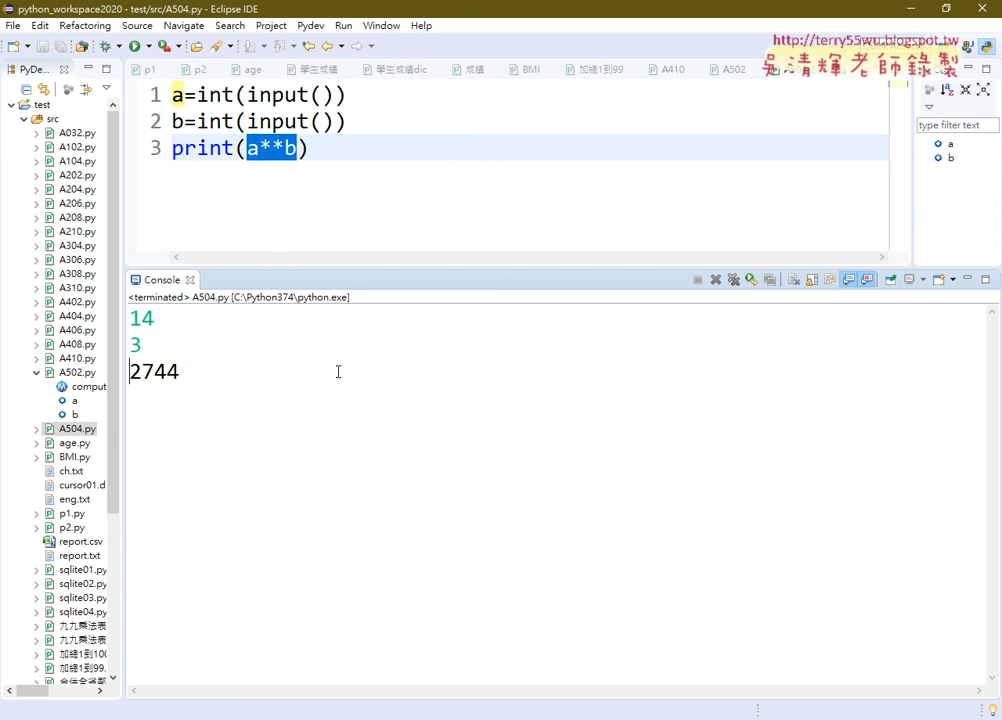 python_workspace2020 - test/src/A504.py - Eclipse IDE
File Edit Refactoring Source Navigate Search Project Pydev Run Window Help
http://terry55wu.blogspot.tw
吳清輝老師錄製
PyDe...
p1
p2
age
學生成績
學生成績dic
成績
BMI
加總1到99
A410
A502
test
src
A032.py
A102.py
A104.py
A202.py
A204.py
A206.py
A208.py
A210.py
A304.py
A306.py
A308.py
A310.py
A402.py
A404.py
A406.py
A408.py
A410.py
A502.py
comput
a
b
A504.py
age.py
BMI.py
ch.txt
cursor01.d
eng.txt
p1.py
p2.py
report.csv
report.txt
sqlite01.py
sqlite02.py
sqlite03.py
sqlite04.py
九九乘法表
九九乘法表
加總1到100
加總1到99.
1 a=int(input())
2 b=int(input())
3 print(a**b)
type filter text
a
b
Console
<terminated> A504.py [C:\Python374\python.exe]
14
3
2744